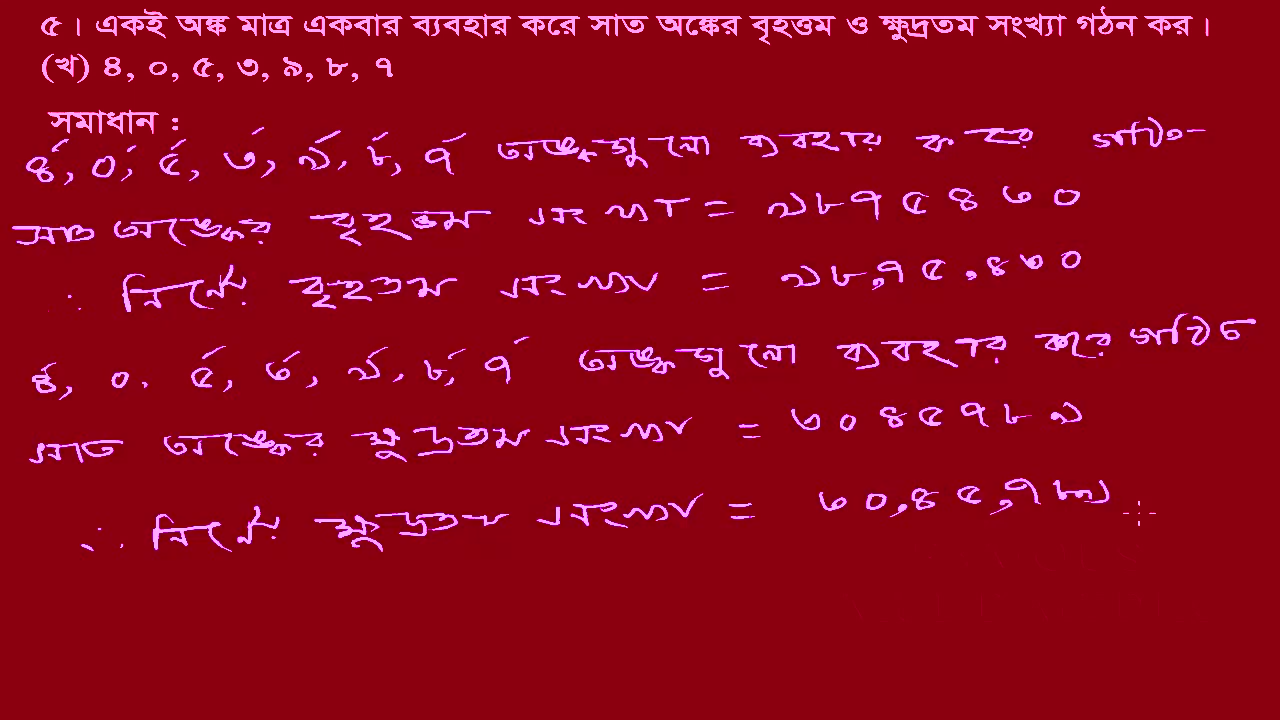 ৫। একই অঙ্ক মাত্র একবার ব্যবহার করে সাত অঙ্কের বৃহত্তম ও ক্ষুদ্রতম সংখ্যা গঠন কর।
(খ) ৪, ০, ৫, ৩, ৯, ৮, ৭
সমাধান :
৪, ০, ৫, ৩, ৯, ৮, ৭ অঙ্কগুলো ব্যবহার করে গঠিত
সাত অঙ্কের বৃহত্তম সংখ্যা = ৯৮৭৫৪৩০
∴ নির্ণেয় বৃহত্তম সংখ্যা = ৯৮,৭৫,৪৩০
৪, ০, ৫, ৩, ৯, ৮, ৭ অঙ্কগুলো ব্যবহার করে গঠিত
সাত অঙ্কের ক্ষুদ্রতম সংখ্যা = ৩০৪৫৭৮৯
∴ নির্ণেয় ক্ষুদ্রতম সংখ্যা = ৩০,৪৫,৭৮৯